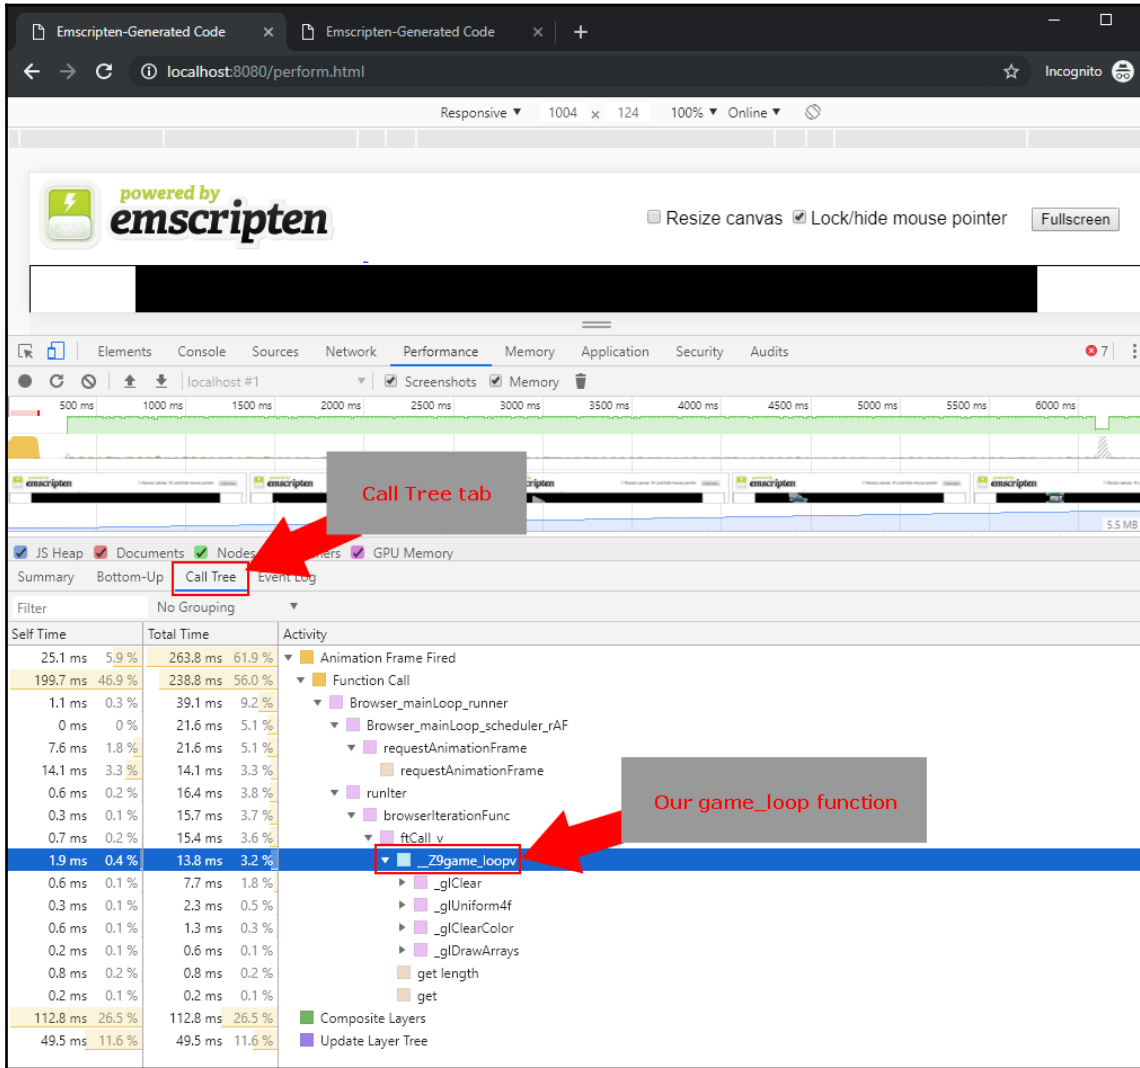 Emscripten-Generated Code × Emscripten-Generated Code × +
localhost:8080/perform.html Incognito
Responsive ▼ 1004 × 124 100% ▼ Online ▼
powered by
emscripten
Resize canvas Lock/hide mouse pointer Fullscreen
Elements Console Sources Network Performance Memory Application Security Audits 7
localhost #1 Screenshots Memory
500 ms 1000 ms 1500 ms 2000 ms 2500 ms 3000 ms 3500 ms 4000 ms 4500 ms 5000 ms 5500 ms 6000 ms
emscripten emscripten cripten emscripten emscripten
Call Tree tab
5.5 MB
JS Heap Documents Nodes ners GPU Memory
Summary Bottom-Up Call Tree Event Log
Filter No Grouping ▼
Self Time Total Time Activity
25.1 ms 5.9 % 263.8 ms 61.9 % Animation Frame Fired
199.7 ms 46.9 % 238.8 ms 56.0 % Function Call
1.1 ms 0.3 % 39.1 ms 9.2 % Browser_mainLoop_runner
0 ms 0 % 21.6 ms 5.1 % Browser_mainLoop_scheduler_rAF
7.6 ms 1.8 % 21.6 ms 5.1 % requestAnimationFrame
14.1 ms 3.3 % 14.1 ms 3.3 % requestAnimationFrame
0.6 ms 0.2 % 16.4 ms 3.8 % runIter
Our game_loop function
0.3 ms 0.1 % 15.7 ms 3.7 % browserIterationFunc
0.7 ms 0.2 % 15.4 ms 3.6 % ftCall_v
1.9 ms 0.4 % 13.8 ms 3.2 % __Z9game_loopv
0.6 ms 0.1 % 7.7 ms 1.8 % _glClear
0.3 ms 0.1 % 2.3 ms 0.5 % _glUniform4f
0.6 ms 0.1 % 1.3 ms 0.3 % _glClearColor
0.2 ms 0.1 % 0.6 ms 0.1 % _glDrawArrays
0.8 ms 0.2 % 0.8 ms 0.2 % get length
0.2 ms 0.1 % 0.2 ms 0.1 % get
112.8 ms 26.5 % 112.8 ms 26.5 % Composite Layers
49.5 ms 11.6 % 49.5 ms 11.6 % Update Layer Tree